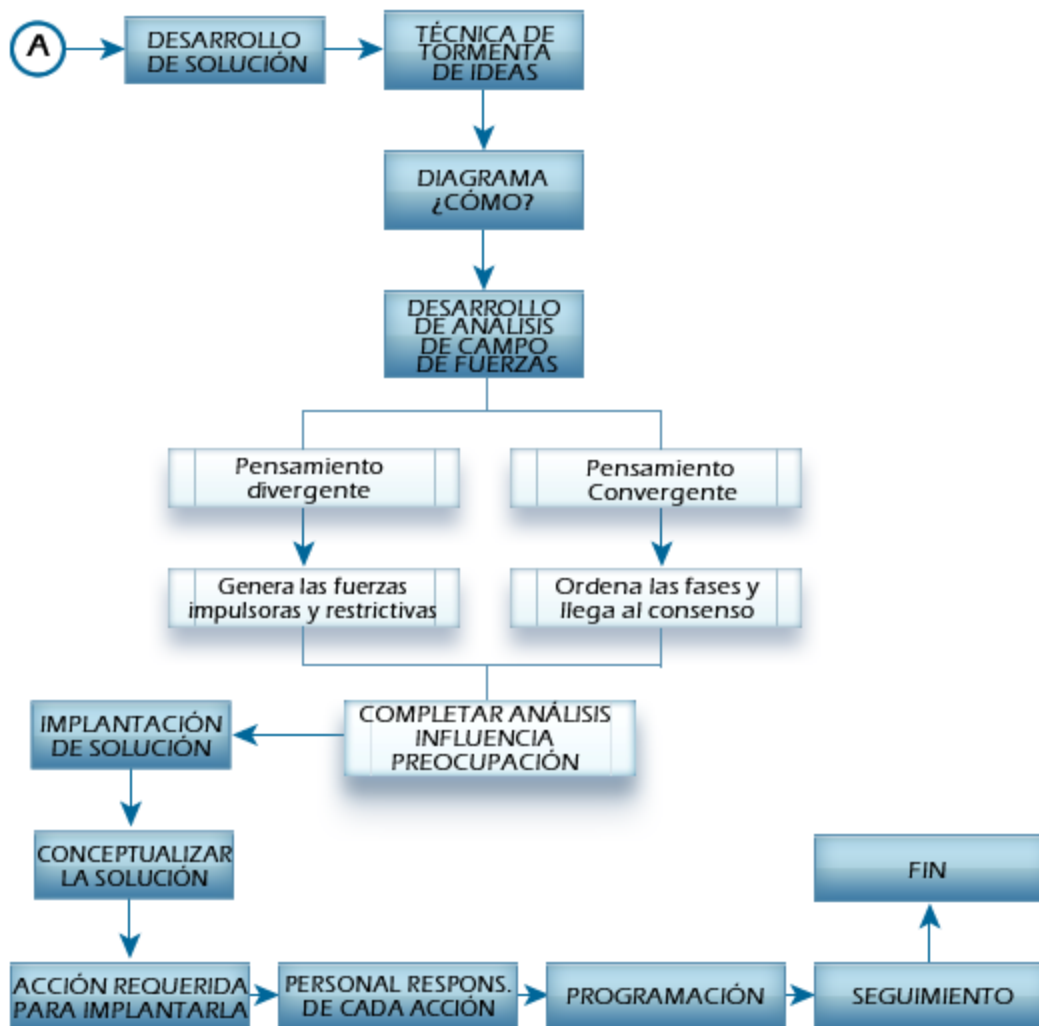 A
DESARROLLO
DE SOLUCIÓN
TÉCNICA DE
TORMENTA
DE IDEAS
DIAGRAMA
¿CÓMO?
DESARROLLO
DE ANÁLISIS
DE CAMPO
DE FUERZAS
Pensamiento
divergente
Pensamiento
Convergente
Genera las fuerzas
impulsoras y restrictivas
Ordena las fases y
llega al consenso
COMPLETAR ANÁLISIS
INFLUENCIA
PREOCUPACIÓN
IMPLANTACIÓN
DE SOLUCIÓN
CONCEPTUALIZAR
LA SOLUCIÓN
ACCIÓN REQUERIDA
PARA IMPLANTARLA
PERSONAL RESPONS.
DE CADA ACCIÓN
PROGRAMACIÓN
SEGUIMIENTO
FIN